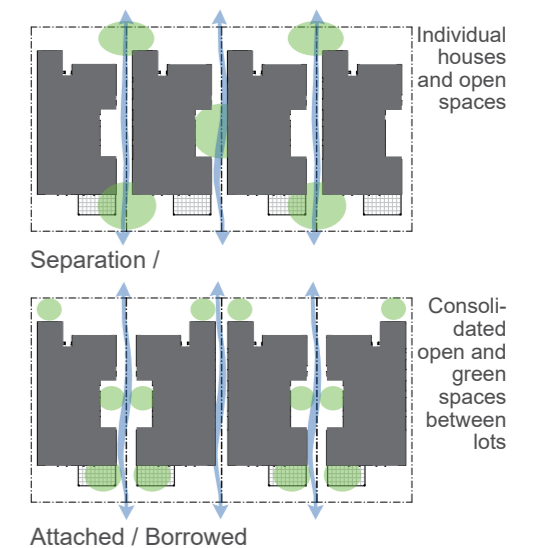 Individual
houses
and open
spaces
Separation /
Consoli-
dated
open and
green
spaces
between
lots
Attached / Borrowed